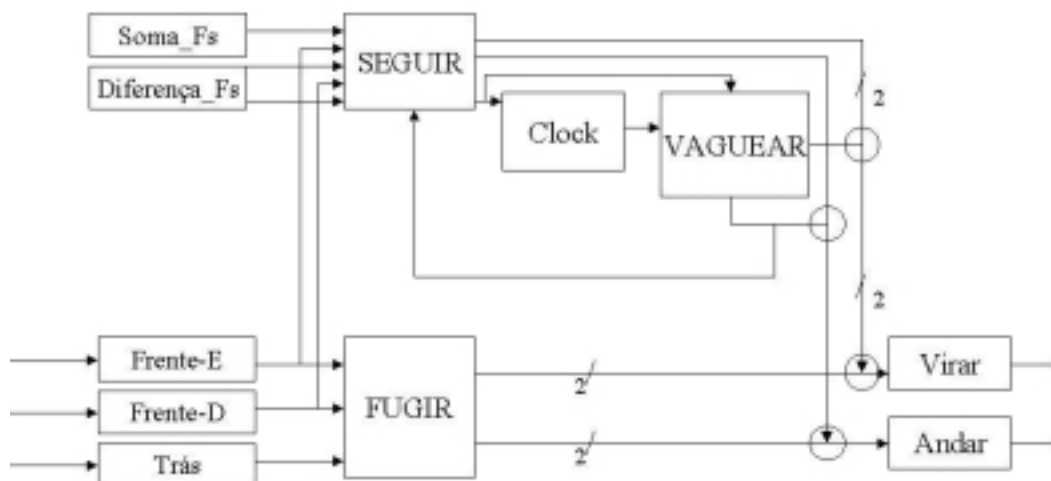 Soma_Fs
Diferença_Fs
SEGUIR
Clock
VAGUEAR
2
2
Frente-E
Frente-D
Trás
FUGIR
2
2
Virar
Andar